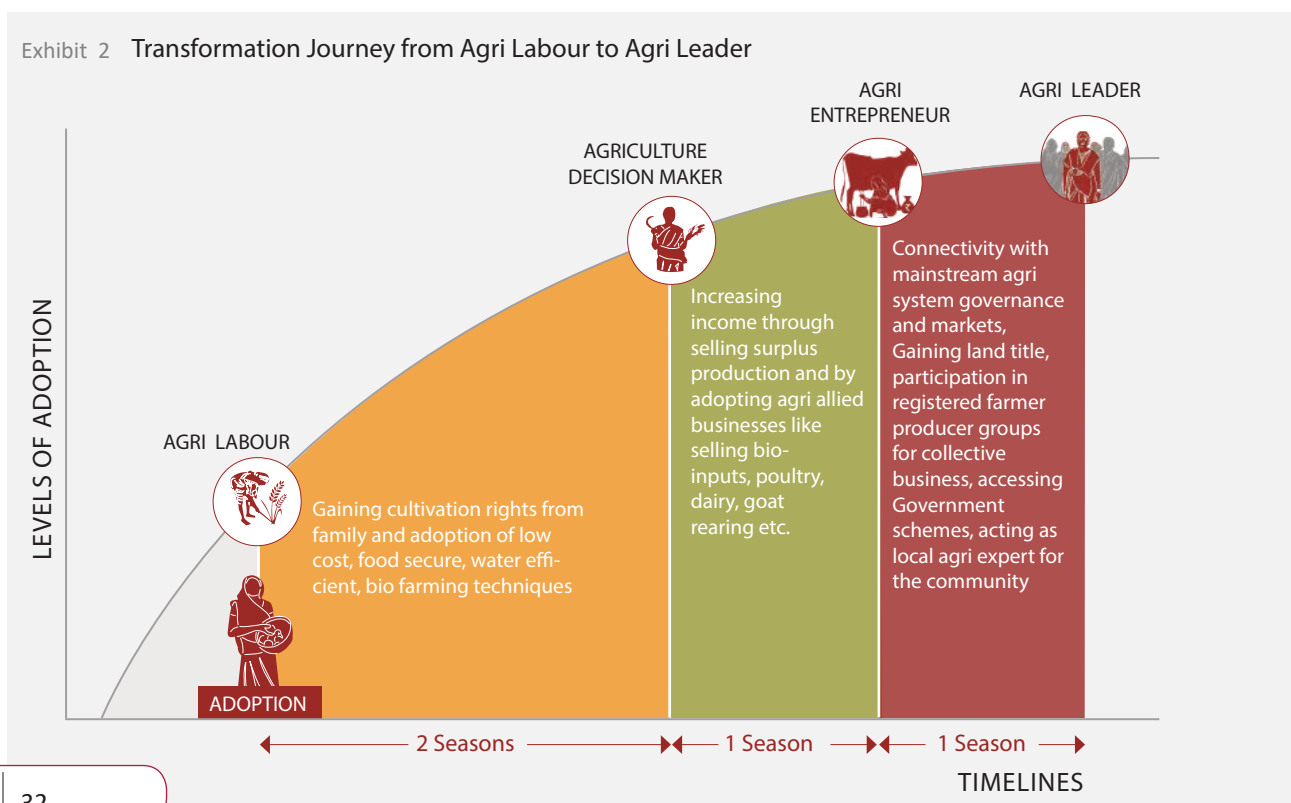 Exhibit 2 Transformation Journey from Agri Labour to Agri Leader
AGRI LEADER
AGRI
ENTREPRENEUR
AGRICULTURE
DECISION MAKER
AGRI LABOUR
LEVELS OF ADOPTION
Gaining cultivation rights from
family and adoption of low
cost, food secure, water effi-
cient, bio farming techniques
Increasing
income through
selling surplus
production and by
adopting agri allied
businesses like
selling bio-
inputs, poultry,
dairy, goat
rearing etc.
Connectivity with
mainstream agri
system governance
and markets,
Gaining land title,
participation in
registered farmer
producer groups
for collective
business, accessing
Government
schemes, acting as
local agri expert for
the community
ADOPTION
2 Seasons
1 Season
1 Season
TIMELINES
32